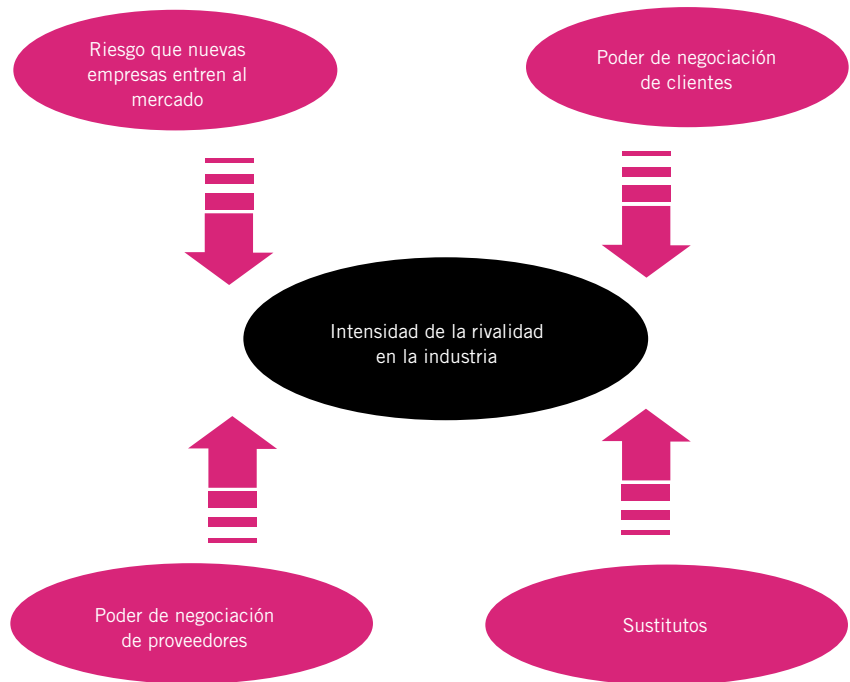 Riesgo que nuevas
empresas entren al
mercado
Poder de negociación
de clientes
Intensidad de la rivalidad
en la industria
Poder de negociación
de proveedores
Sustitutos